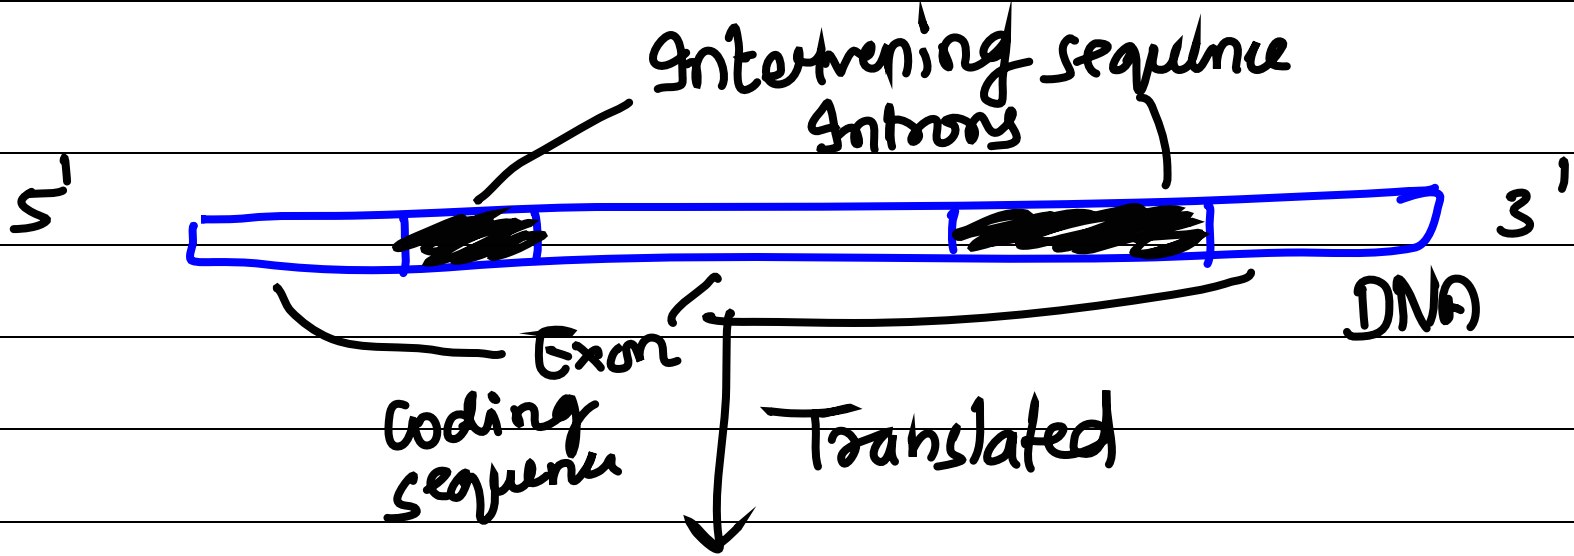 Intervening sequence
Introns
5'
3'
DNA
Exon
Coding
sequence
Translated